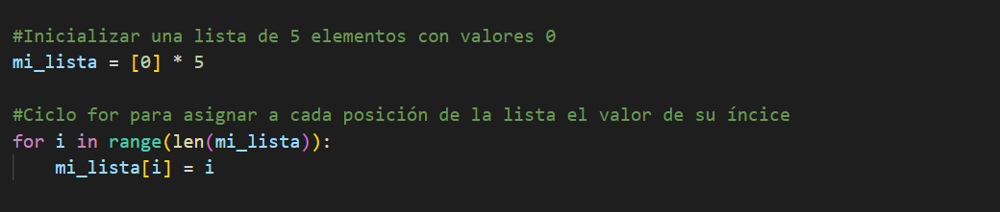 #Inicializar una lista de 5 elementos con valores 0
mi_lista = [0] * 5
#Ciclo for para asignar a cada posición de la lista el valor de su íncice
for i in range(len(mi_lista)):
    mi_lista[i] = i